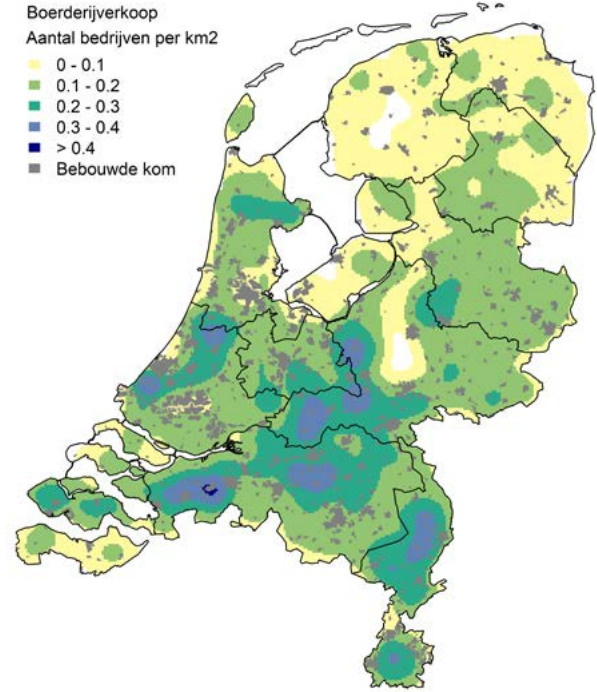 Boerderijverkoop
Aantal bedrijven per km2
0 - 0.1
0.1 - 0.2
0.2 - 0.3
0.3 - 0.4
> 0.4
Bebouwde kom